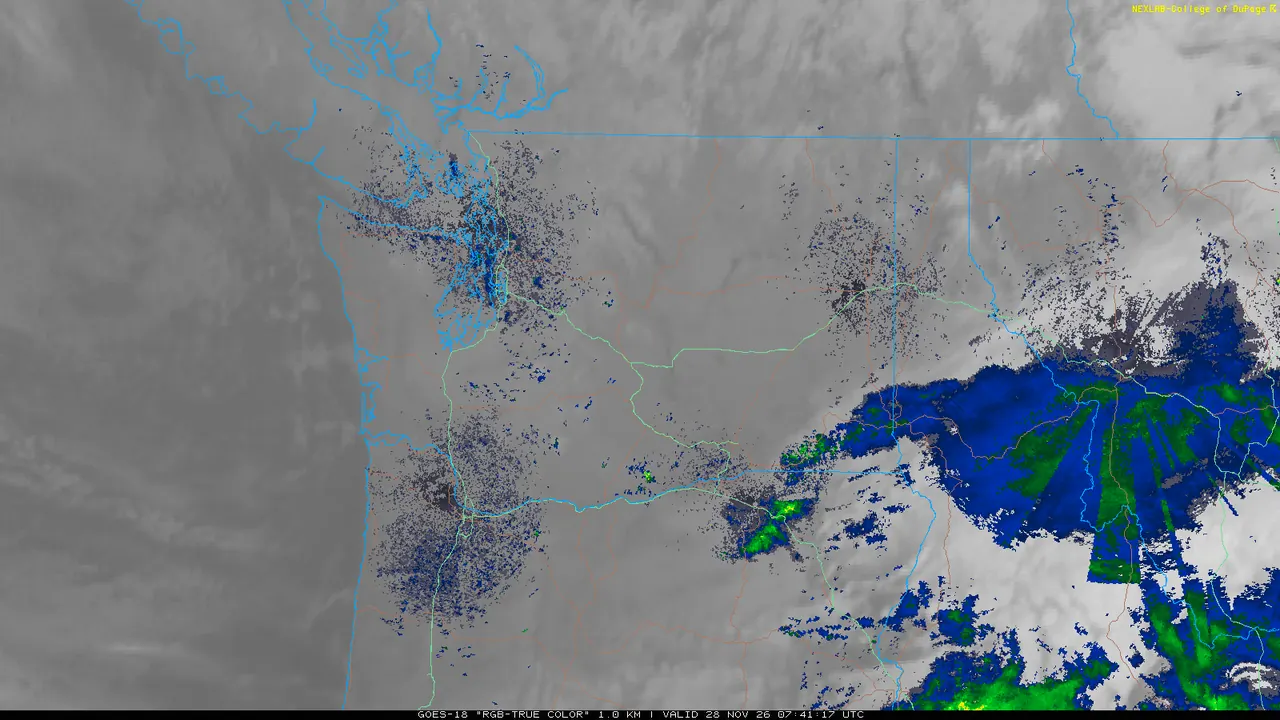 NEXLAB-College of DuPage
GOES-18 "RGB-TRUE COLOR" 1.0 KM | VALID 28 NOV 26 07:41:17 UTC